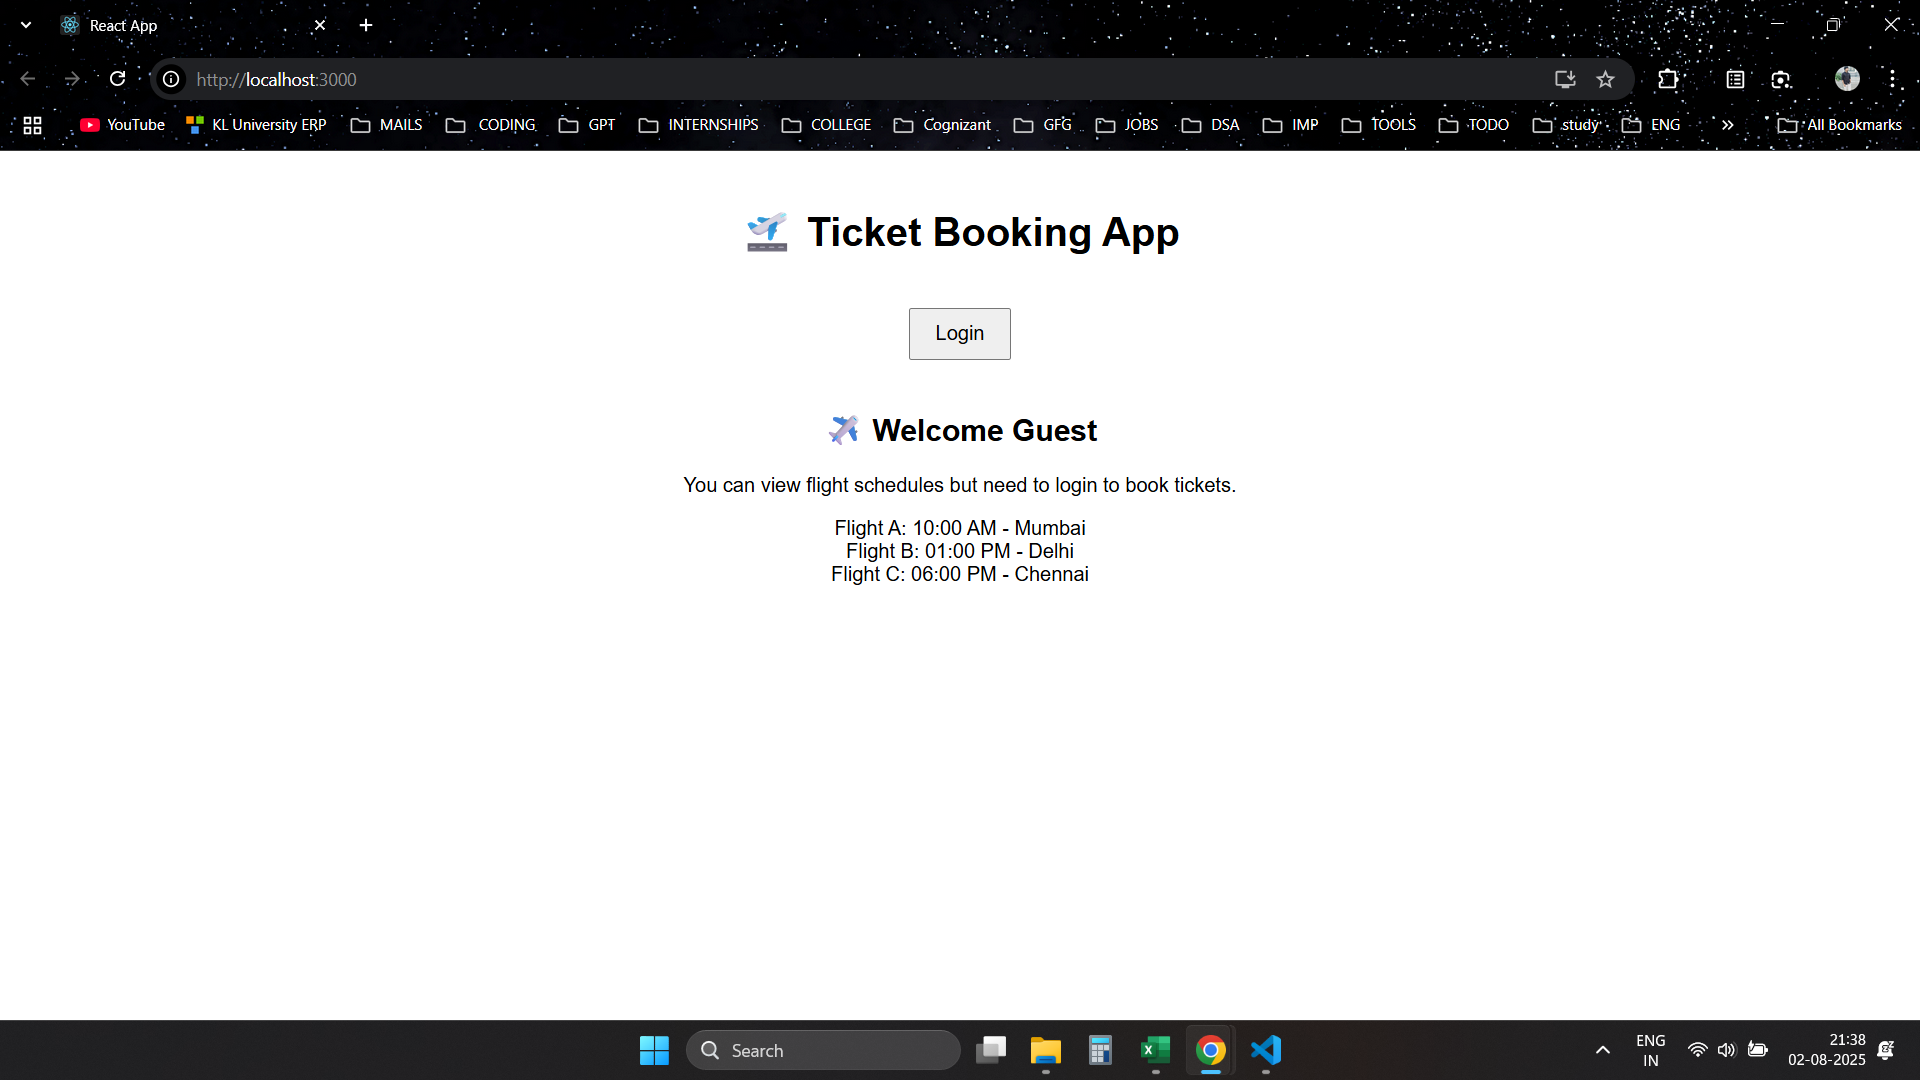 React App
http://localhost:3000
YouTube KL University ERP MAILS CODING GPT INTERNSHIPS COLLEGE Cognizant GFG JOBS DSA IMP TOOLS TODO study ENG » All Bookmarks
Ticket Booking App
Login
Welcome Guest
You can view flight schedules but need to login to book tickets.
Flight A: 10:00 AM - Mumbai
Flight B: 01:00 PM - Delhi
Flight C: 06:00 PM - Chennai
Search
ENG
IN
21:38
02-08-2025